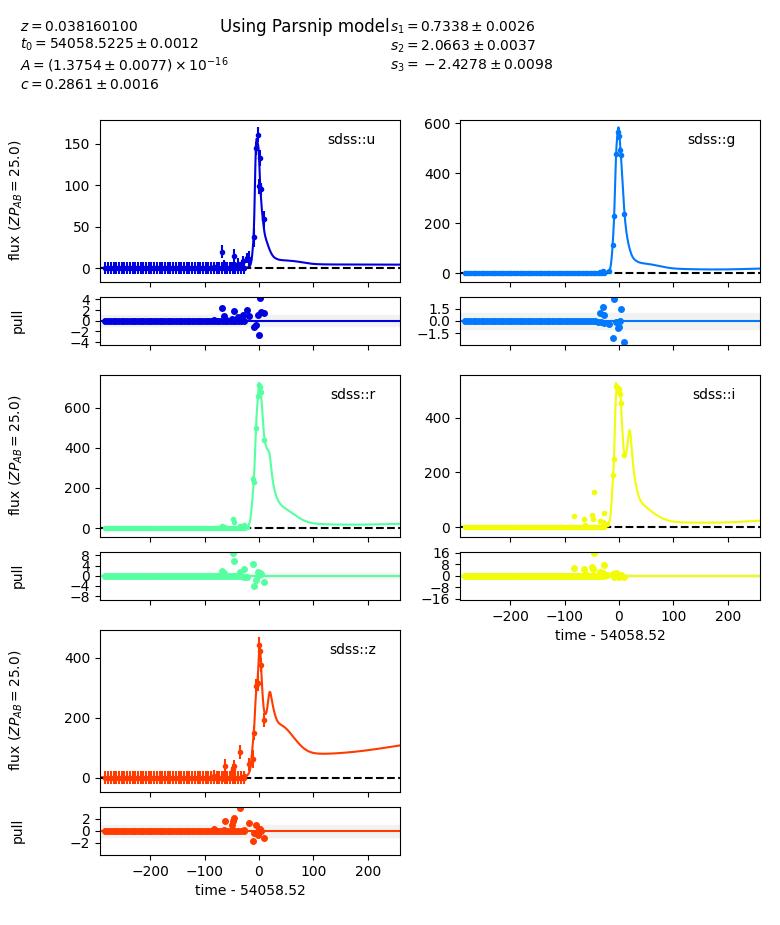 Using Parsnip model
z = 0.038160100
t₀ = 54058.5225 ± 0.0012
A = (1.3754 ± 0.0077) × 10⁻¹⁶
c = 0.2861 ± 0.0016
s₁ = 0.7338 ± 0.0026
s₂ = 2.0663 ± 0.0037
s₃ = −2.4278 ± 0.0098
sdss::u
flux (ZP_AB = 25.0)
150
100
50
0
pull
4
2
0
−2
−4
sdss::g
600
400
200
0
1.5
0.0
−1.5
sdss::r
flux (ZP_AB = 25.0)
600
400
200
0
pull
8
4
0
−4
−8
sdss::i
400
200
0
16
8
0
−8
−16
−200 −100 0 100 200
time - 54058.52
sdss::z
flux (ZP_AB = 25.0)
400
200
0
pull
2
0
−2
−200 −100 0 100 200
time - 54058.52